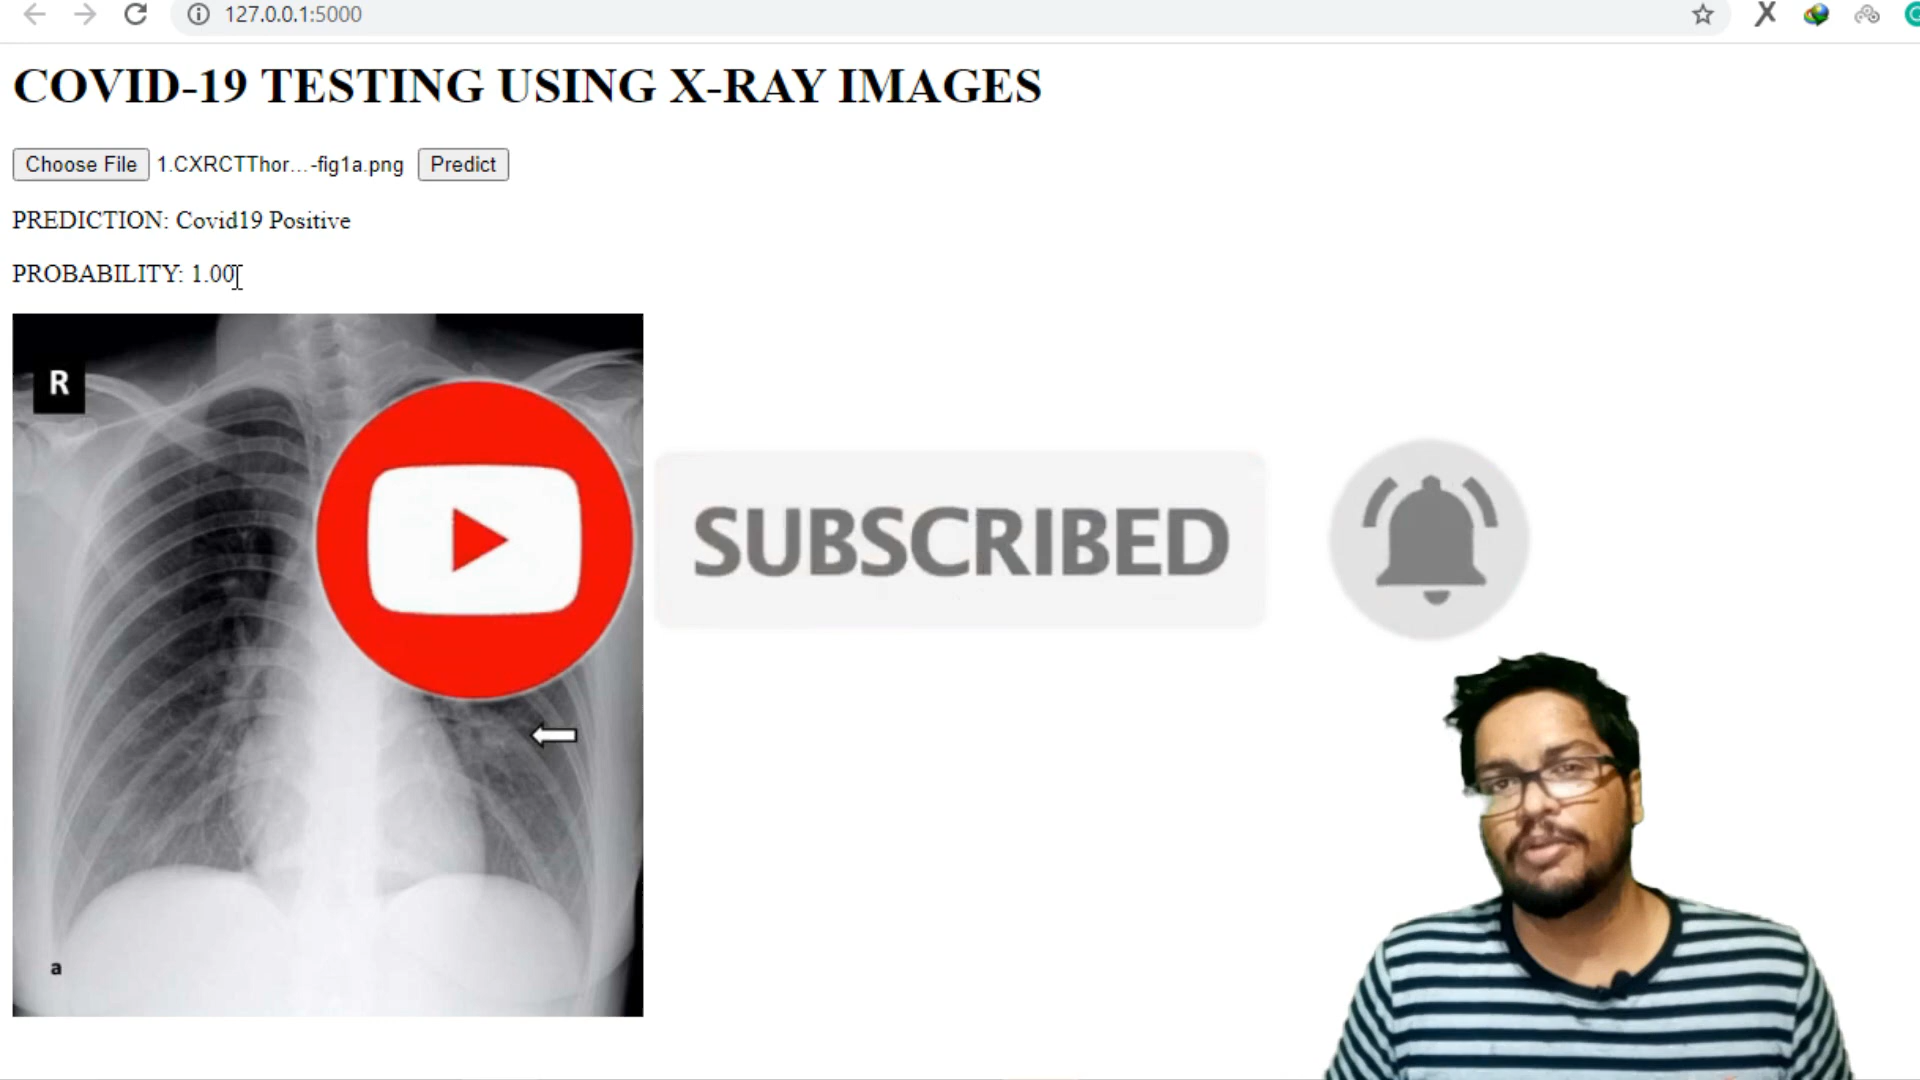 127.0.0.1:5000
COVID-19 TESTING USING X-RAY IMAGES
Choose File 1.CXRCTThor...-fig1a.png Predict
PREDICTION: Covid19 Positive
PROBABILITY: 1.00
R
SUBSCRIBED
a